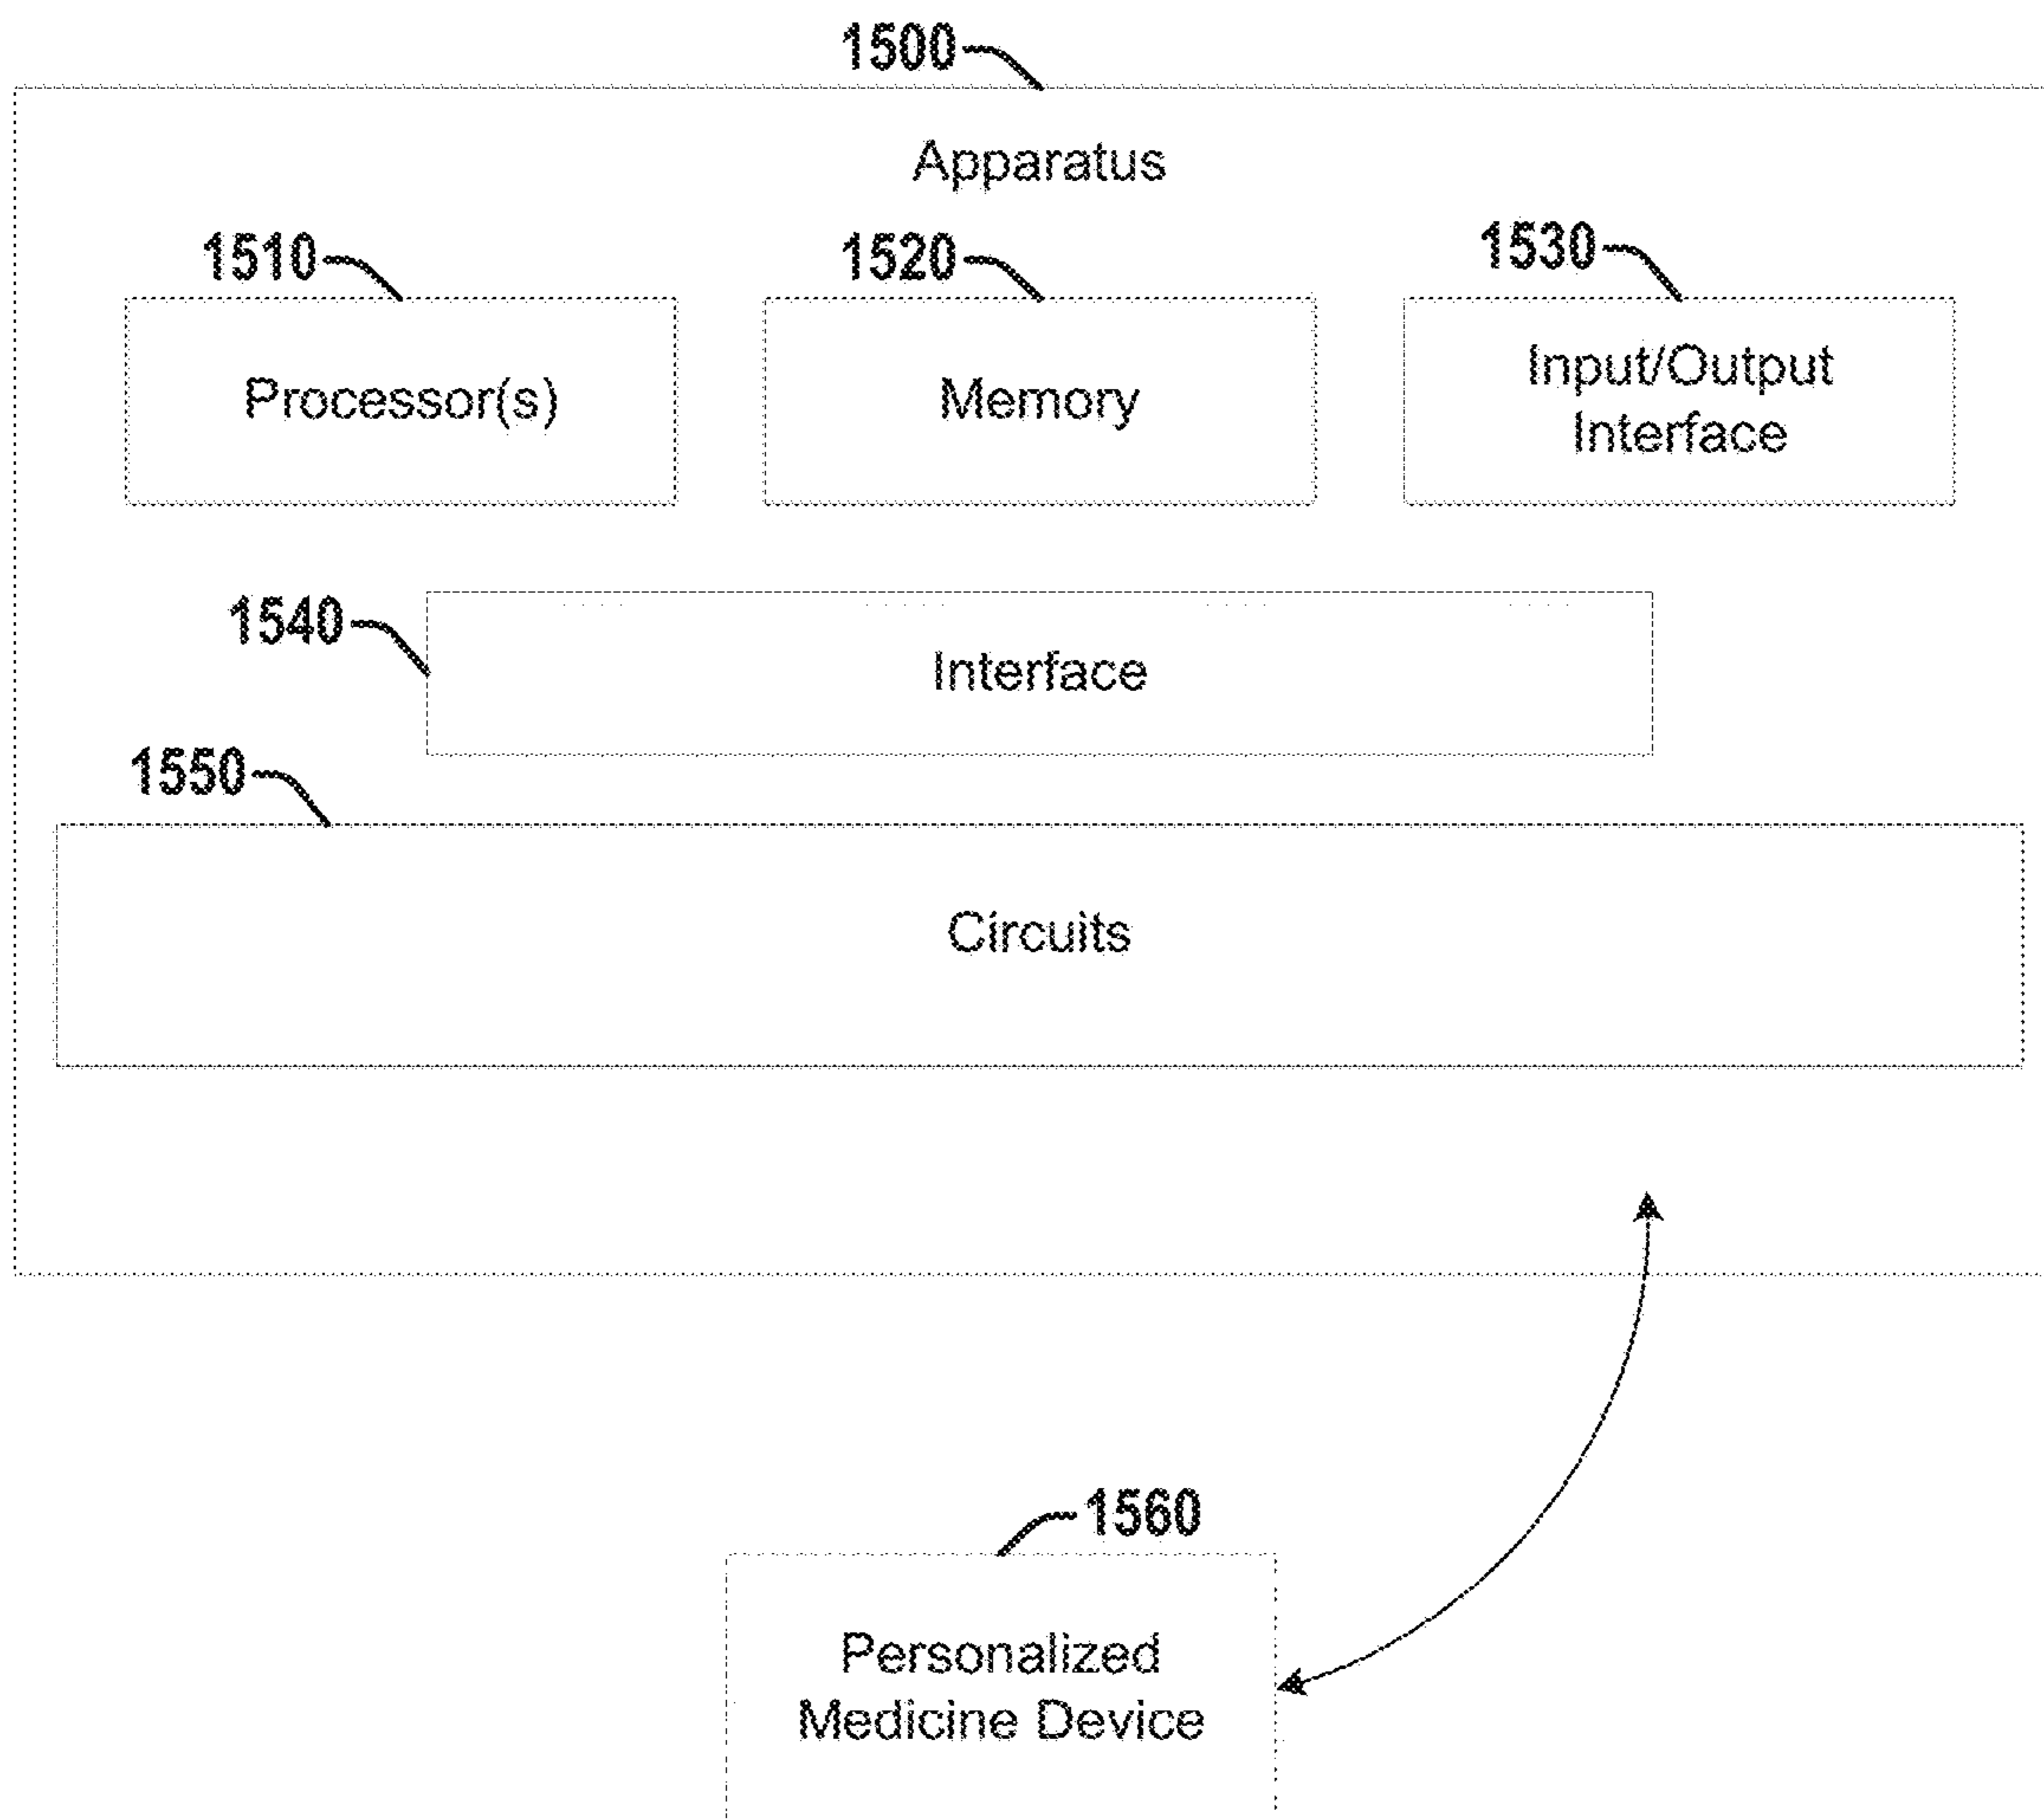 1500
Apparatus
1510
1520
1530
Processor(s)
Memory
Input/Output
Interface
1540
Interface
1550
Circuits
1560
Personalized
Medicine Device